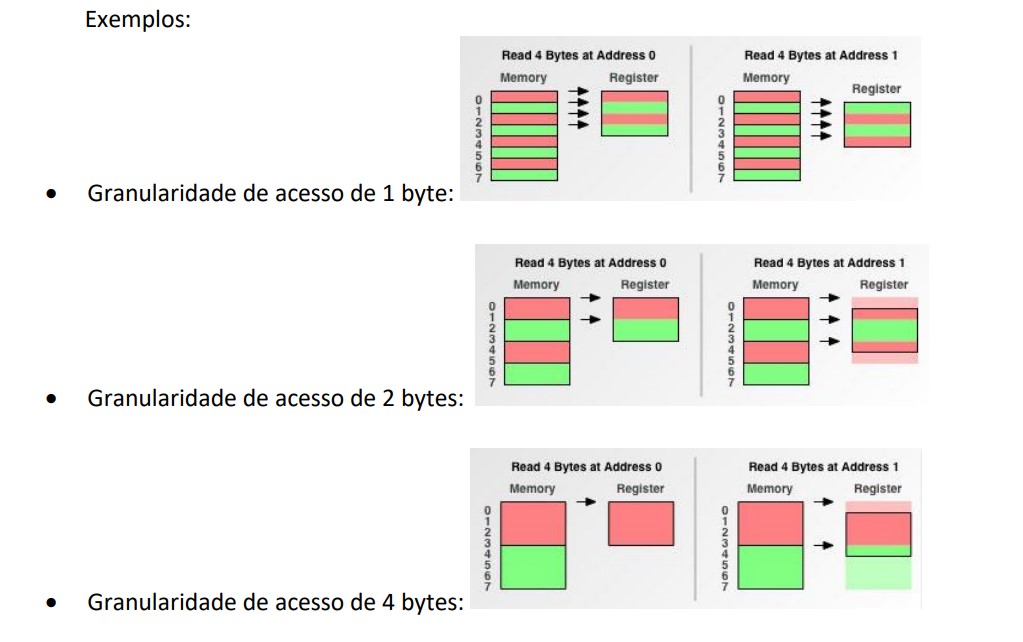 Exemplos:
Read 4 Bytes at Address 0
Memory
Register
0
1
2
3
4
5
6
7
Read 4 Bytes at Address 1
Memory
Register
0
1
2
3
4
5
6
7
• Granularidade de acesso de 1 byte:
Read 4 Bytes at Address 0
Memory
Register
0
1
2
3
4
5
6
7
Read 4 Bytes at Address 1
Memory
Register
0
1
2
3
4
5
6
7
• Granularidade de acesso de 2 bytes:
Read 4 Bytes at Address 0
Memory
Register
0
1
2
3
4
5
6
7
Read 4 Bytes at Address 1
Memory
Register
0
1
2
3
4
5
6
7
• Granularidade de acesso de 4 bytes: